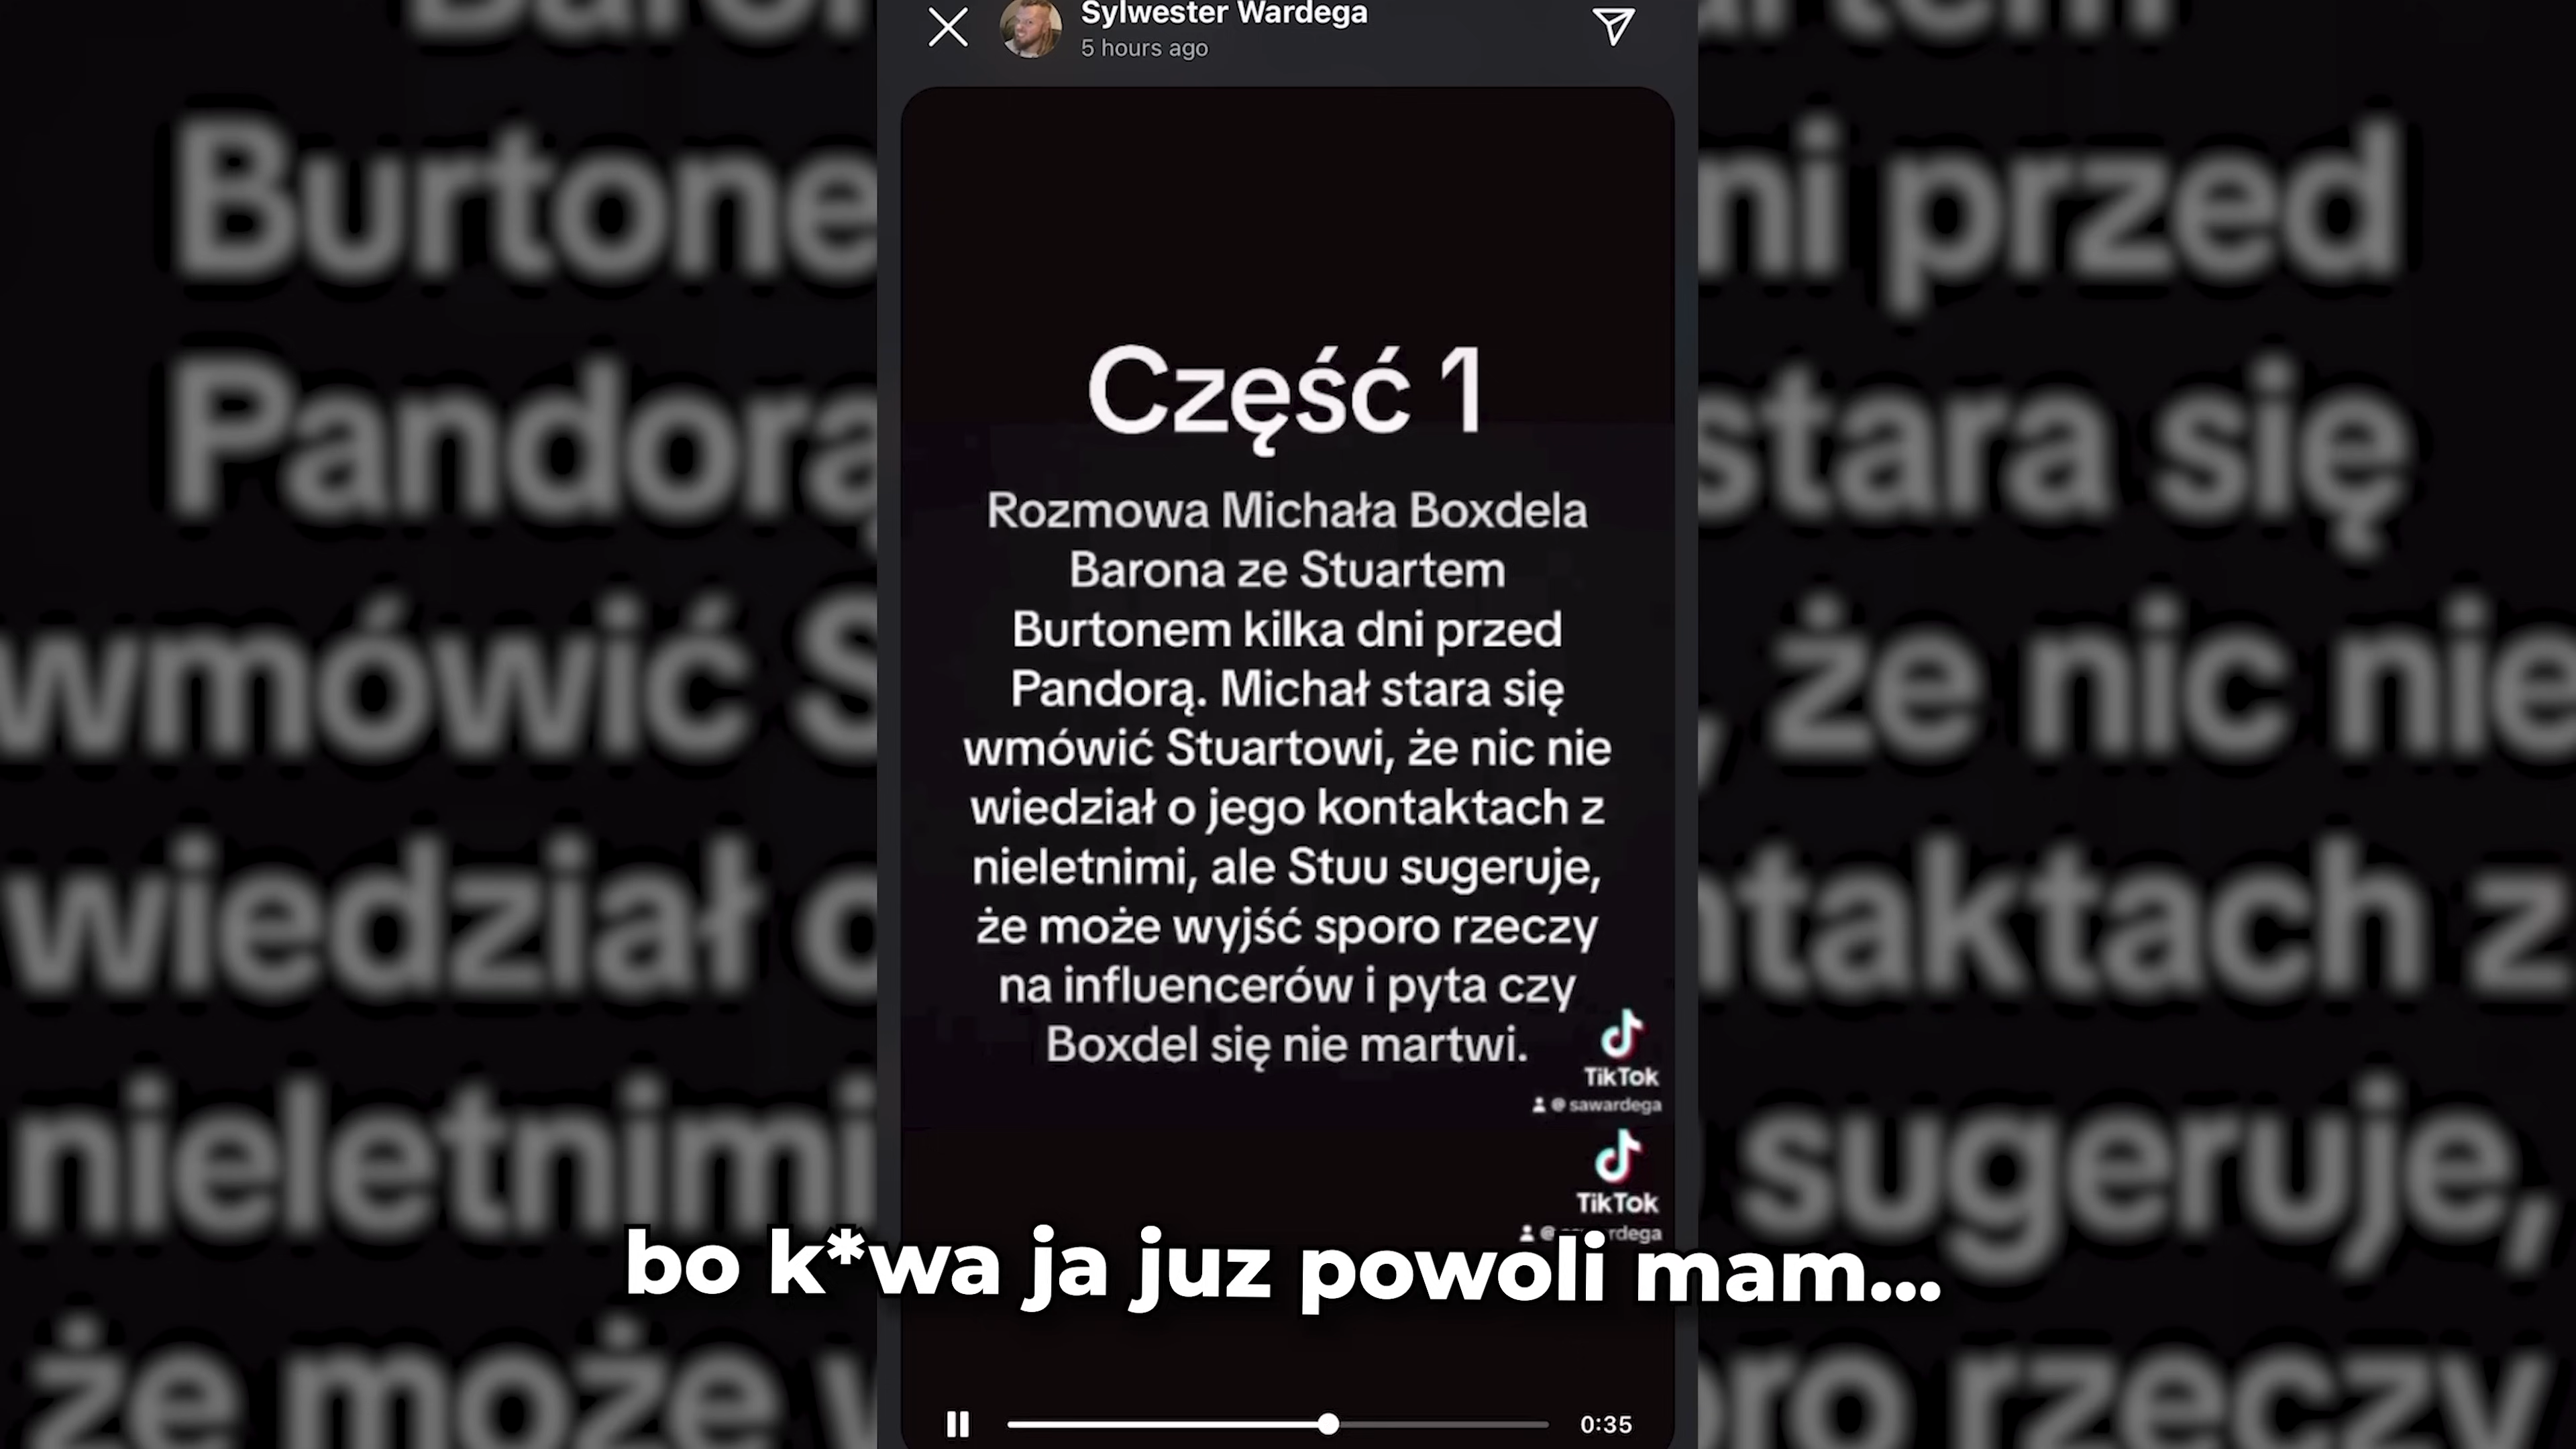 Sylwester Wardega
5 hours ago
Część 1
Rozmowa Michała Boxdela
Barona ze Stuartem
Burtonem kilka dni przed
Pandorą. Michał stara się
wmówić Stuartowi, że nic nie
wiedział o jego kontaktach z
nieletnimi, ale Stuu sugeruje,
że może wyjść sporo rzeczy
na influencerów i pyta czy
Boxdel się nie martwi.
TikTok
@ sawardega
TikTok
bo k*wa ja juz powoli mam...
0:35